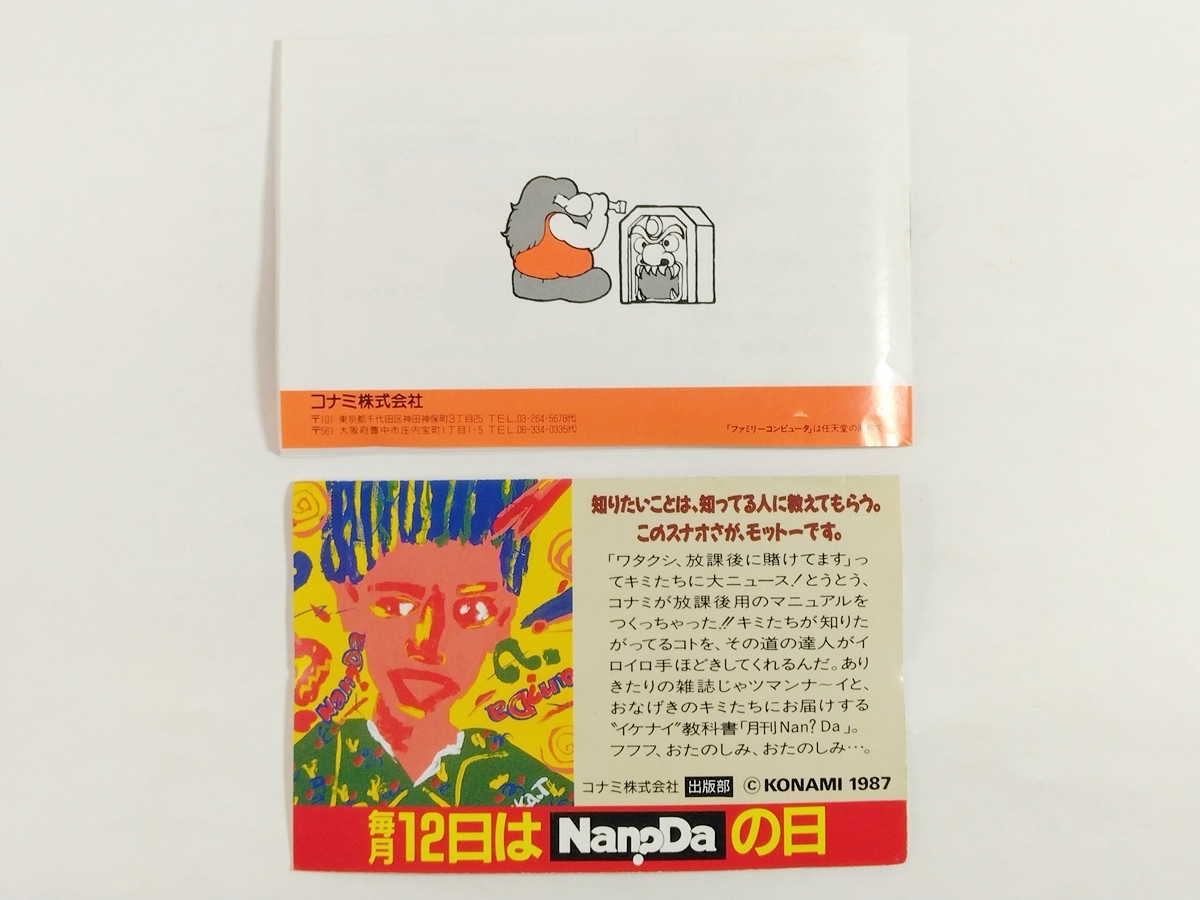 コナミ株式会社
〒101 東京都千代田区神田神保町3丁目25 TEL.03-264-5678代
〒561 大阪府豊中市庄内宝町1丁目1-5 TEL.06-334-0335代
「ファミリーコンピュータ」は任天堂の
知りたいことは、知ってる人に教えてもらう。
このスナオさが、モットーです。
「ワタクシ、放課後に賭けてます」っ
てキミたちに大ニュース!とうとう、
コナミが放課後用のマニュアルを
つくっちゃった!!キミたちが知りた
がってるコトを、その道の達人がイ
ロイロ手ほどきしてくれるんだ。あり
きたりの雑誌じゃツマンナ〜イと、
おなげきのキミたちにお届けする
"イケナイ"教科書「月刊Nan?Da」。
フフフ、おたのしみ、おたのしみ…。
NanDa
?
K.T
コナミ株式会社 出版部 ©KONAMI 1987
毎月12日は Nan?Da の日